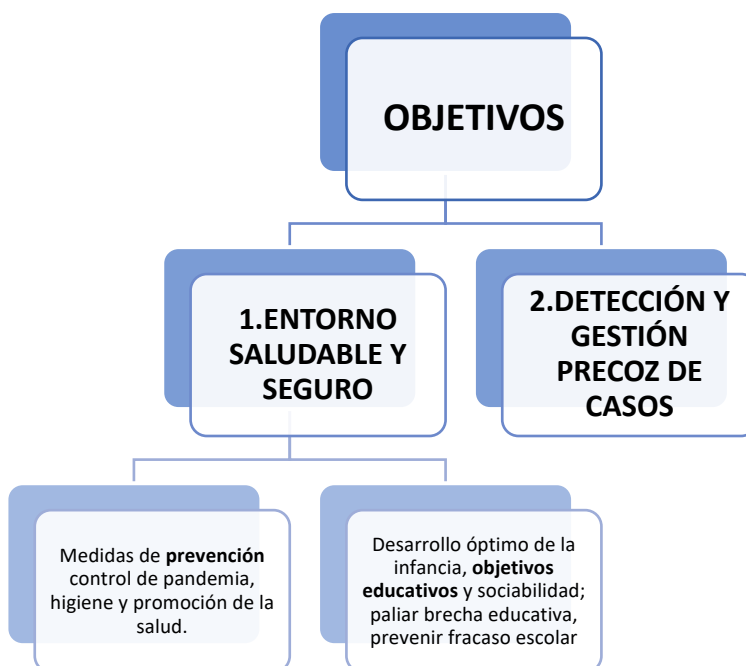 OBJETIVOS
1.ENTORNO
SALUDABLE Y
SEGURO
2.DETECCIÓN Y
GESTIÓN
PRECOZ DE
CASOS
Medidas de prevención
control de pandemia,
higiene y promoción de la
salud.
Desarrollo óptimo de la
infancia, objetivos
educativos y sociabilidad;
paliar brecha educativa,
prevenir fracaso escolar